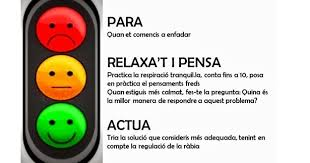 PARA
Quan et comencis a enfadar
RELAXA'T I PENSA
Practica la respiració tranquil.la, conta fins a 10, posa
en pràctica el pensaments freds
Quan estiguis més calmat, fes-te la pregunta: Quina és
la millor manera de respondre a aquest problema?
ACTUA
Tria la solució que consideris més adequada, tenint en
compte la regulació de la ràbia